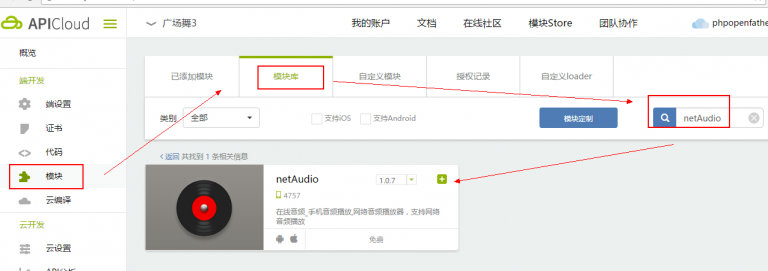 APICloud
广场舞3
我的账户 文档 在线社区 模块Store 团队协作
phpopenfathe
概览
端开发
端设置
证书
代码
模块
云编译
云开发
云设置
已添加模块 模块库 自定义模块 授权记录 自定义loader
类别 全部 支持iOS 支持Android 模块定制 netAudio
<返回 共找到 1 条相关信息
netAudio 1.0.7
4757
在线音频_手机音频播放,网络音频播放器，支持网络
音频播放
免费